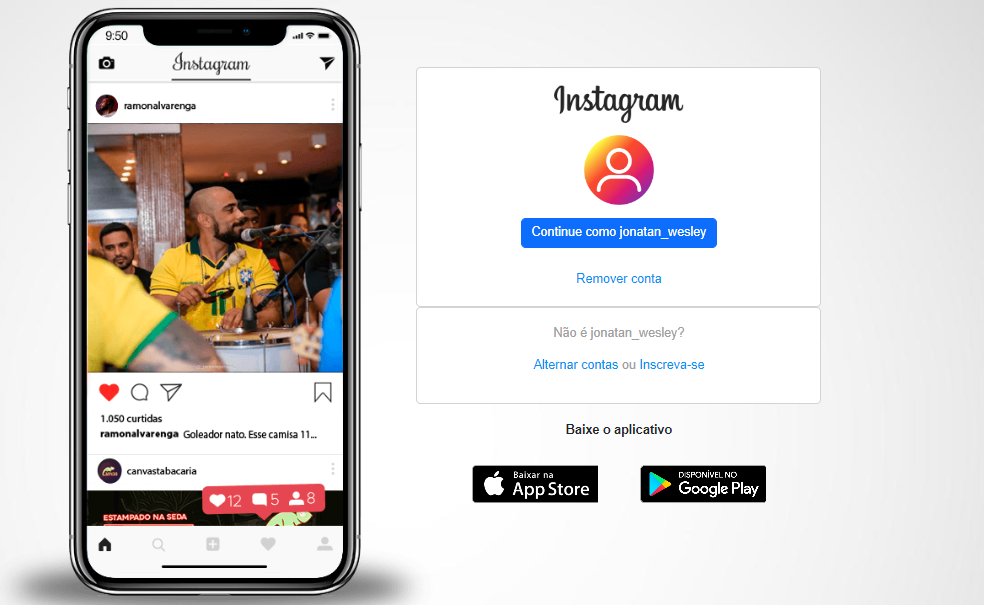 9:50
Instagram
ramonalvarenga
1.050 curtidas
ramonalvarenga Goleador nato. Esse camisa 11...
canvastabacaria
ESTAMPADO NA SEDA
12 5 8
Instagram
Continue como jonatan_wesley
Remover conta
Não é jonatan_wesley?
Alternar contas ou Inscreva-se
Baixe o aplicativo
Baixar na
App Store
DISPONÍVEL NO
Google Play